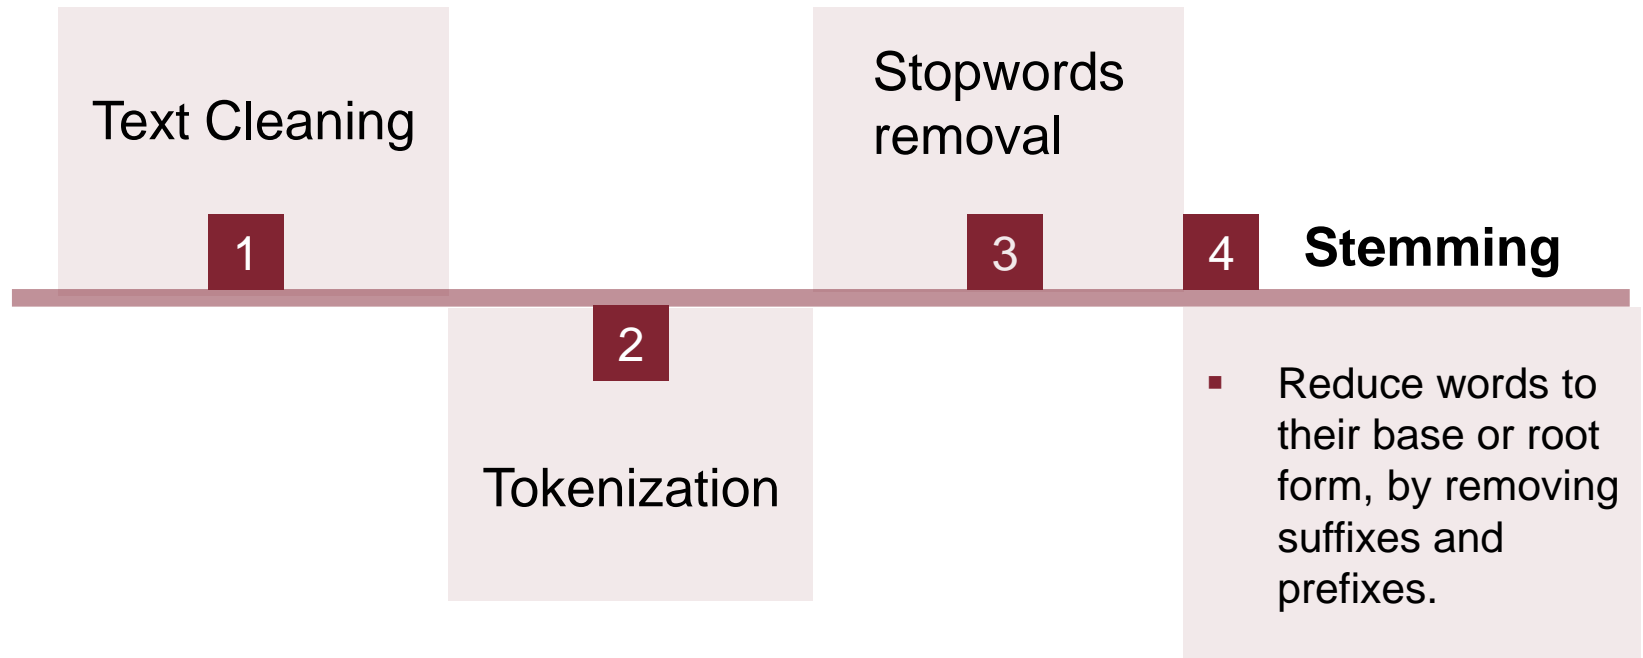 Text Cleaning
1
2
Tokenization
Stopwords
removal
3
4
Stemming
▪ Reduce words to
their base or root
form, by removing
suffixes and
prefixes.